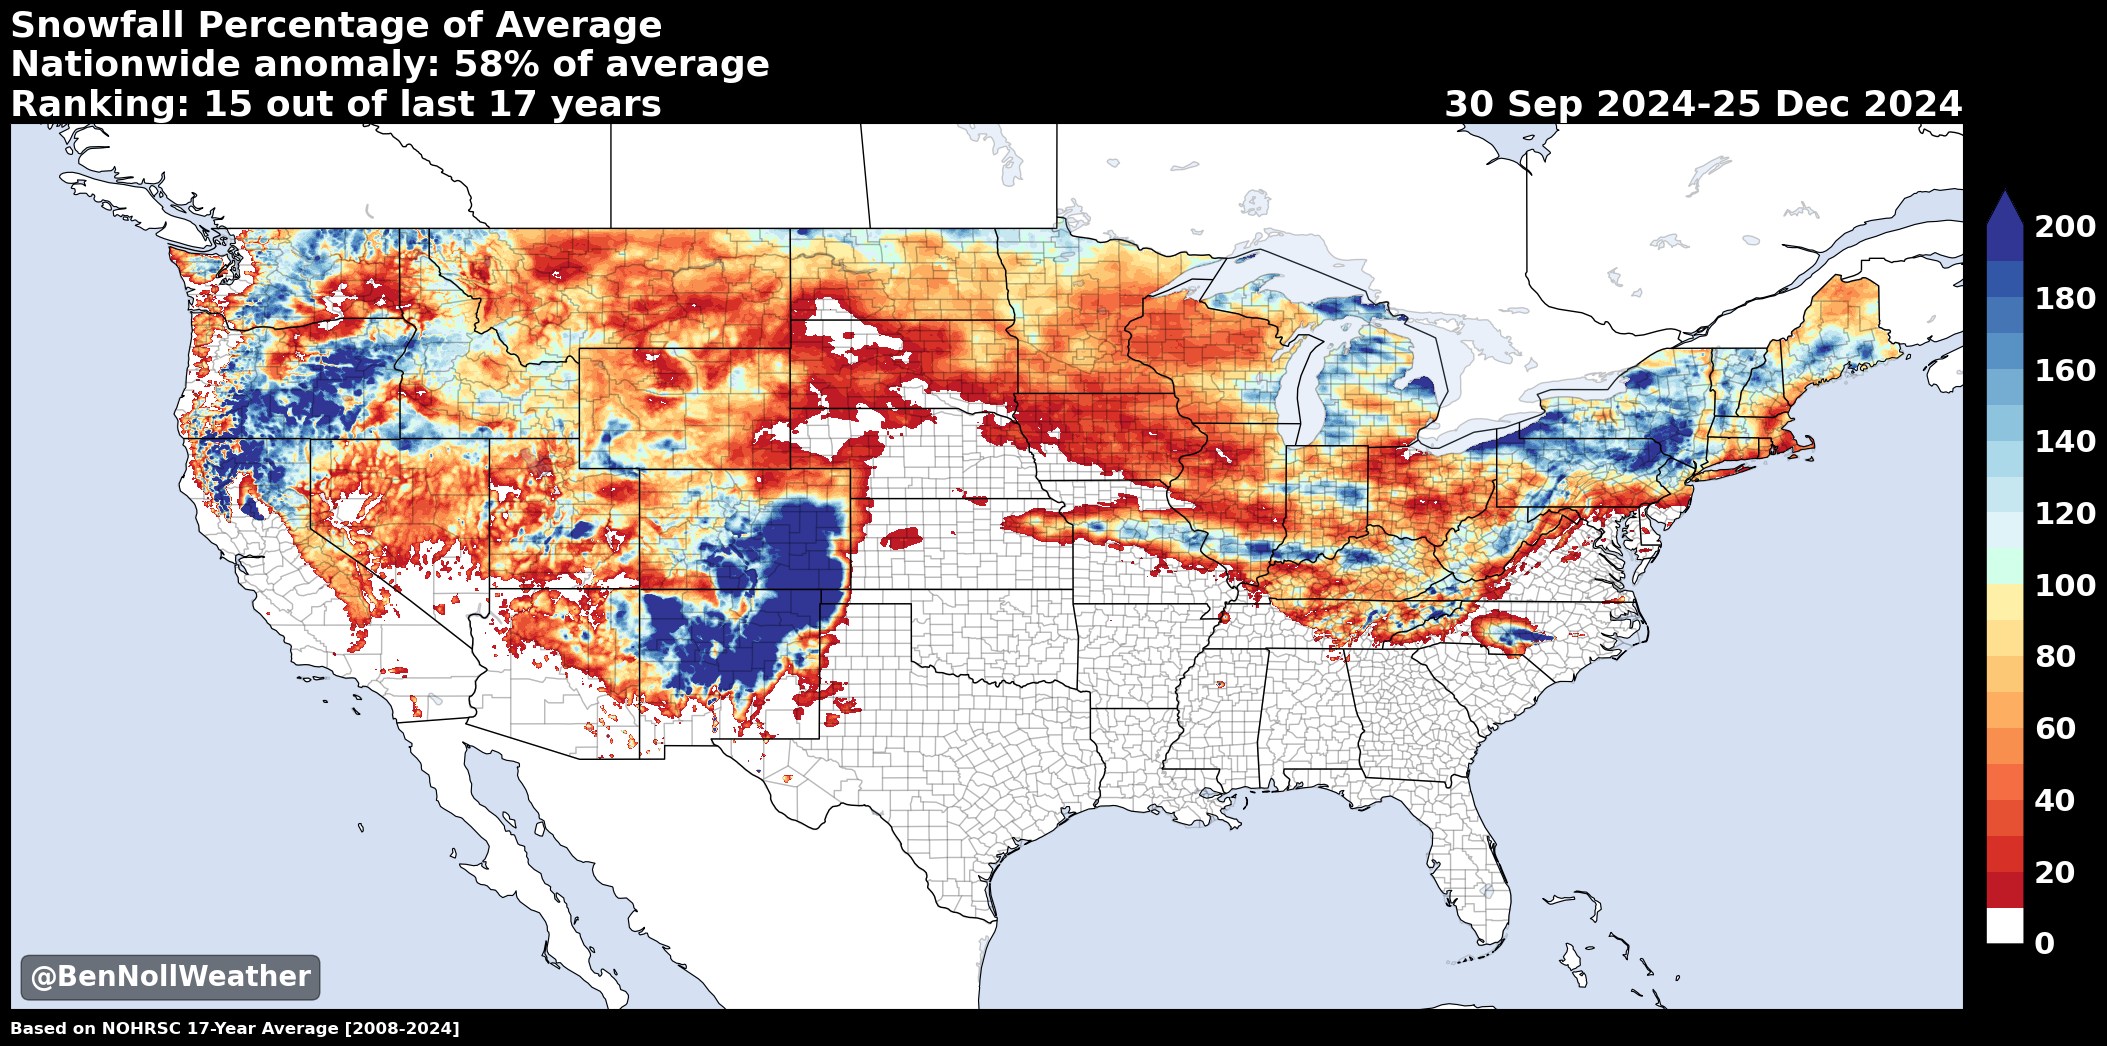 Snowfall Percentage of Average
Nationwide anomaly: 58% of average
Ranking: 15 out of last 17 years
30 Sep 2024-25 Dec 2024
200
180
160
140
120
100
80
60
40
20
0
@BenNollWeather
Based on NOHRSC 17-Year Average [2008-2024]